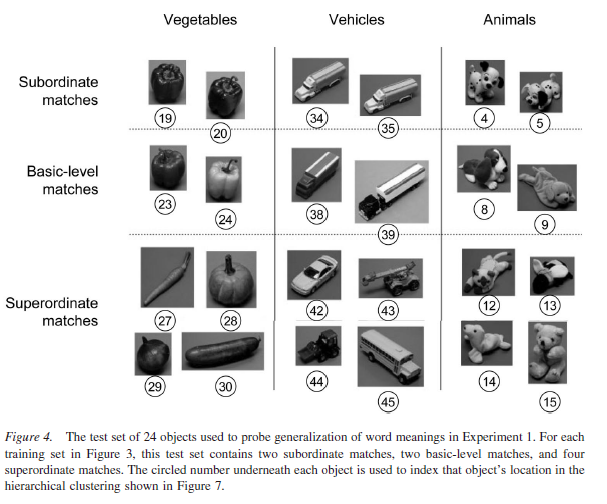 Vegetables Vehicles Animals
Subordinate
matches
19 20 34 35 4 5
Basic-level
matches
23 24 38 39 8 9
Superordinate
matches
27 28 42 43 12 13
29 30 44 45 14 15
Figure 4. The test set of 24 objects used to probe generalization of word meanings in Experiment 1. For each
training set in Figure 3, this test set contains two subordinate matches, two basic-level matches, and four
superordinate matches. The circled number underneath each object is used to index that object's location in the
hierarchical clustering shown in Figure 7.